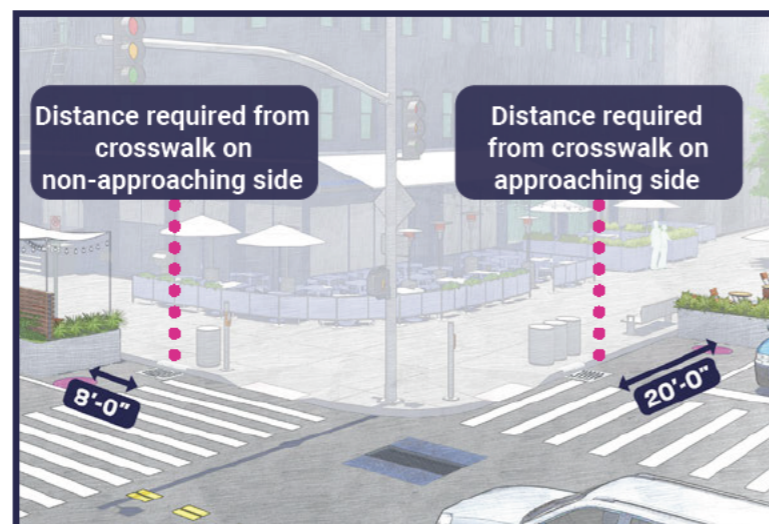 Distance required from
crosswalk on
non-approaching side
Distance required
from crosswalk on
approaching side
8'-0"
20'-0"